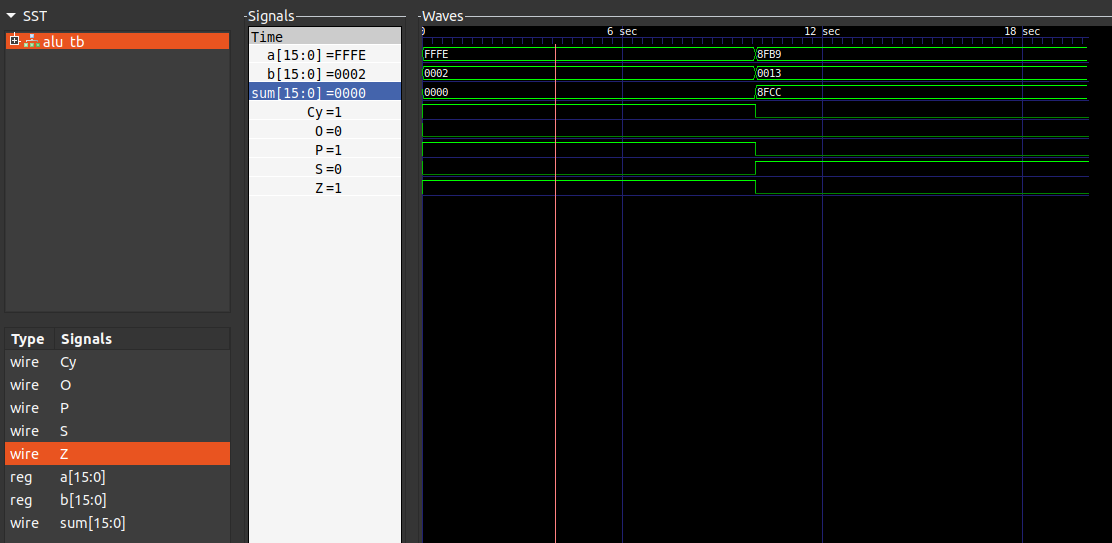 SST
alu_tb
Type Signals
wire Cy
wire O
wire P
wire S
wire Z
reg a[15:0]
reg b[15:0]
wire sum[15:0]
Signals
Time
a[15:0] =FFFE
b[15:0] =0002
sum[15:0] =0000
Cy =1
O =0
P =1
S =0
Z =1
Waves
0 6 sec 12 sec 18 sec
FFFE 8FB9
0002 0013
0000 8FCC